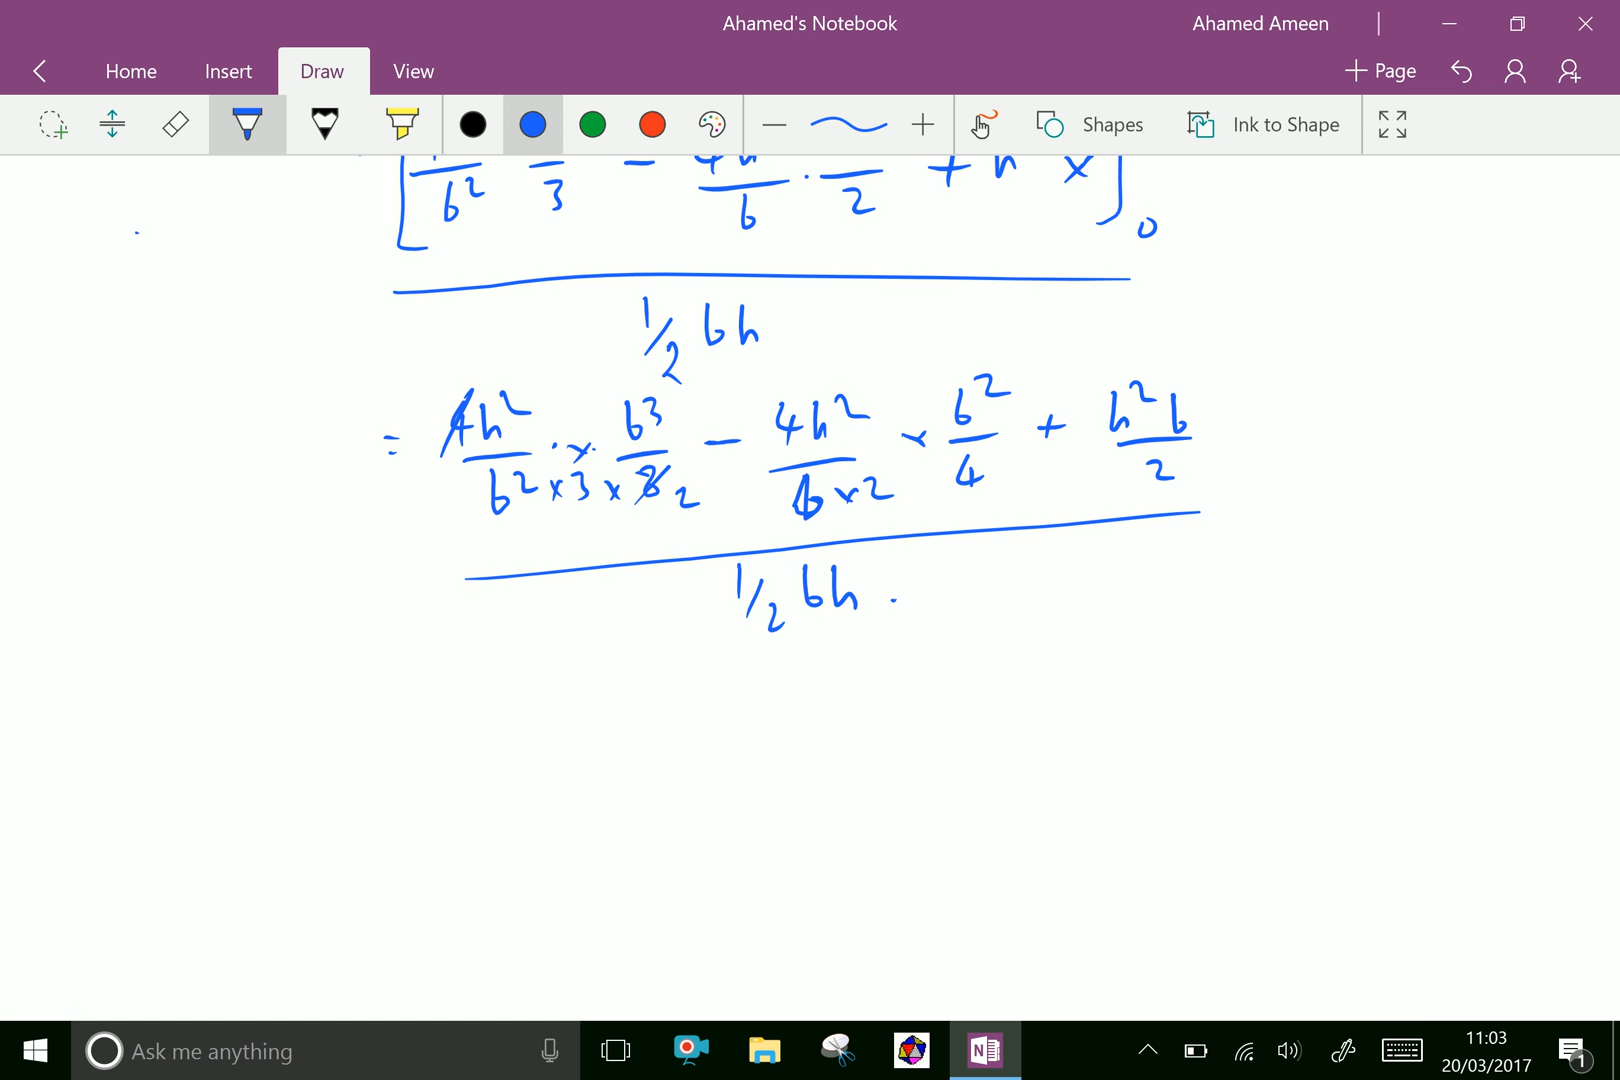 Ahamed's Notebook Ahamed Ameen
Home Insert Draw View Page
Shapes Ink to Shape
b² 3 − b · 2 + x ]₀
1/2 bh
= 4h²/b² × 3 × b³/8 2 − 4h²/b × 2 × b²/4 + h²b/2
1/2 bh .
Ask me anything
11:03
20/03/2017
1